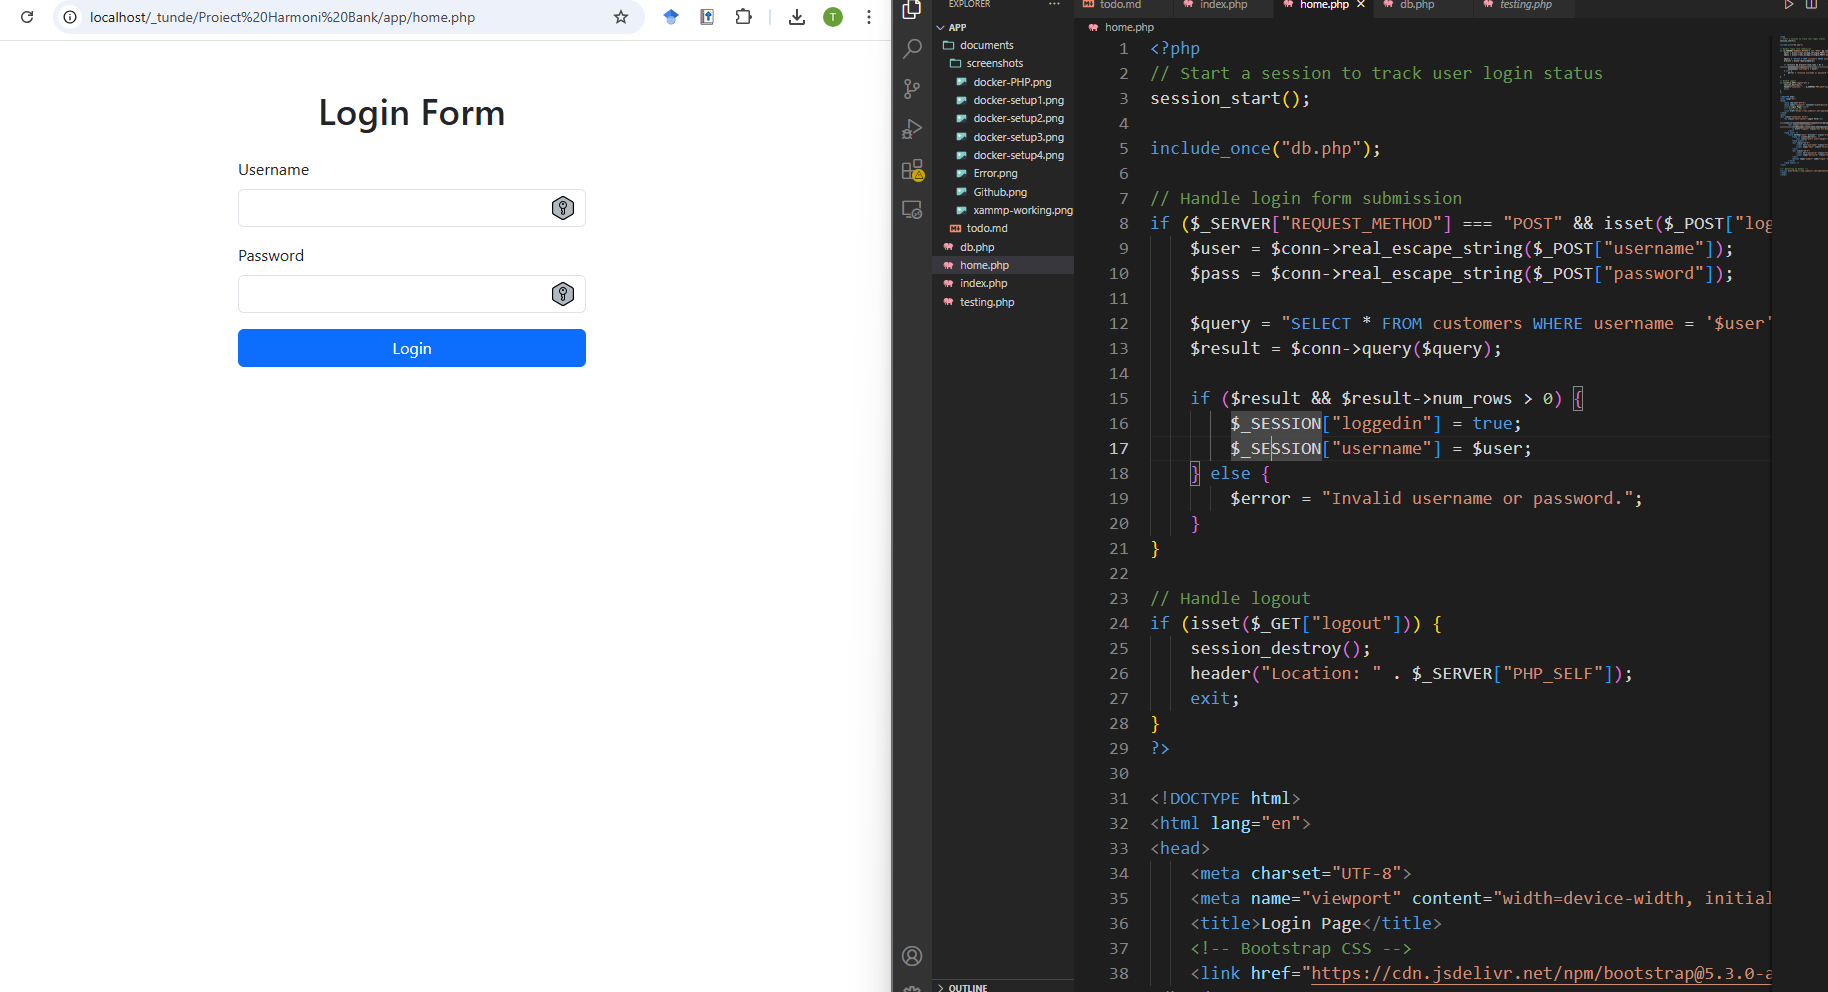 localhost/_tunde/Proiect%20Harmoni%20Bank/app/home.php
T
Login Form
Username
Password
Login
EXPLORER
APP
documents
screenshots
docker-PHP.png
docker-setup1.png
docker-setup2.png
docker-setup3.png
docker-setup4.png
Error.png
Github.png
xammp-working.png
todo.md
db.php
home.php
index.php
testing.php
OUTLINE
todo.md index.php home.php db.php testing.php
home.php
1 <?php
2 // Start a session to track user login status
3 session_start();
4
5 include_once("db.php");
6
7 // Handle login form submission
8 if ($_SERVER["REQUEST_METHOD"] === "POST" && isset($_POST["log
9 $user = $conn->real_escape_string($_POST["username"]);
10 $pass = $conn->real_escape_string($_POST["password"]);
11
12 $query = "SELECT * FROM customers WHERE username = '$user'
13 $result = $conn->query($query);
14
15 if ($result && $result->num_rows > 0) {
16 $_SESSION["loggedin"] = true;
17 $_SESSION["username"] = $user;
18 } else {
19 $error = "Invalid username or password.";
20 }
21 }
22
23 // Handle logout
24 if (isset($_GET["logout"])) {
25 session_destroy();
26 header("Location: " . $_SERVER["PHP_SELF"]);
27 exit;
28 }
29 ?>
30
31 <!DOCTYPE html>
32 <html lang="en">
33 <head>
34 <meta charset="UTF-8">
35 <meta name="viewport" content="width=device-width, initial
36 <title>Login Page</title>
37 <!-- Bootstrap CSS -->
38 <link href="https://cdn.jsdelivr.net/npm/bootstrap@5.3.0-a